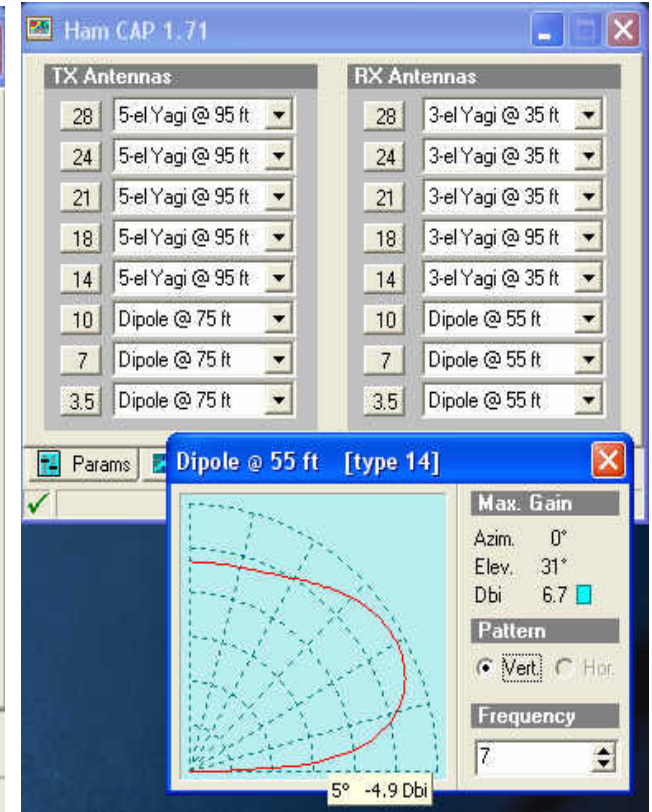 Ham CAP 1.71
TX Antennas RX Antennas
28 5-el Yagi @ 95 ft 28 3-el Yagi @ 35 ft
24 5-el Yagi @ 95 ft 24 3-el Yagi @ 35 ft
21 5-el Yagi @ 95 ft 21 3-el Yagi @ 35 ft
18 5-el Yagi @ 95 ft 18 3-el Yagi @ 95 ft
14 5-el Yagi @ 95 ft 14 3-el Yagi @ 35 ft
10 Dipole @ 75 ft 10 Dipole @ 55 ft
7 Dipole @ 75 ft 7 Dipole @ 55 ft
3.5 Dipole @ 75 ft 3.5 Dipole @ 55 ft
Params
Dipole @ 55 ft [type 14]
Max. Gain
Azim. 0°
Elev. 31°
Dbi 6.7
Pattern
Vert. Hor.
Frequency
7
5° -4.9 Dbi